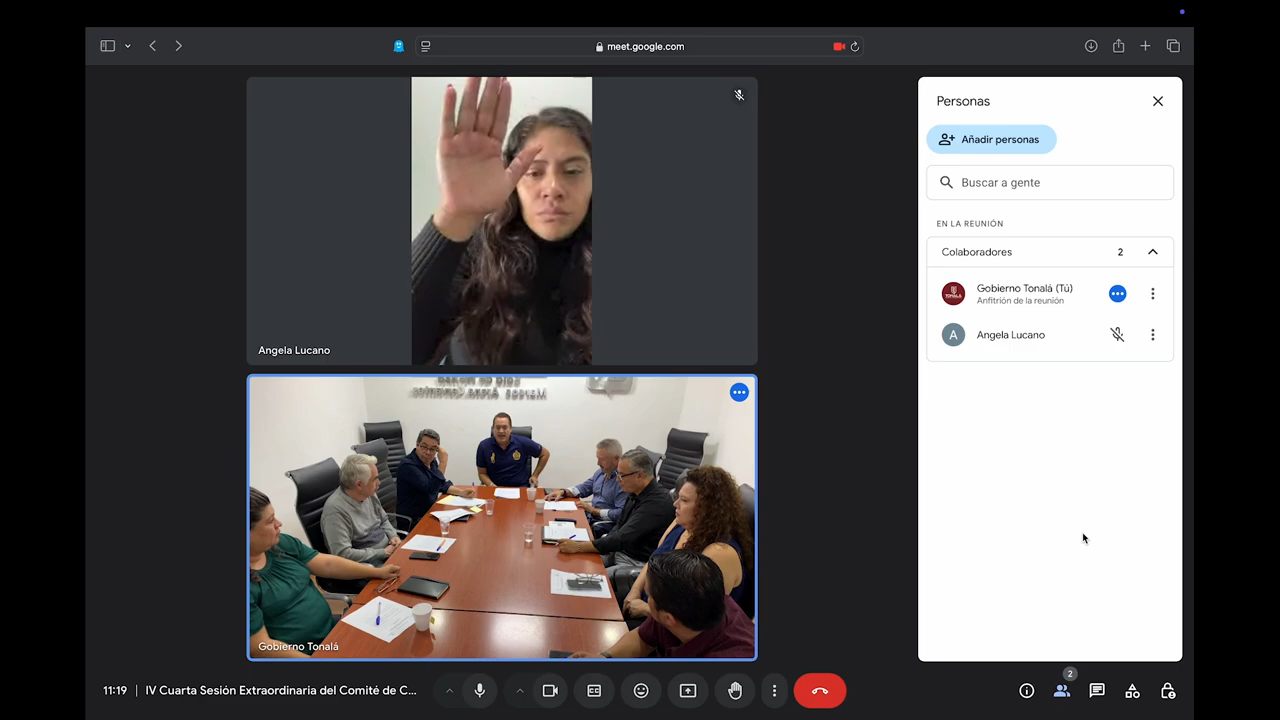 meet.google.com
Personas
Añadir personas
Buscar a gente
EN LA REUNIÓN
Colaboradores 2
Gobierno Tonalá (Tú)
Anfitrión de la reunión
A Angela Lucano
Angela Lucano
Gobierno Tonalá
2
11:19 | IV Cuarta Sesión Extraordinaria del Comité de C...